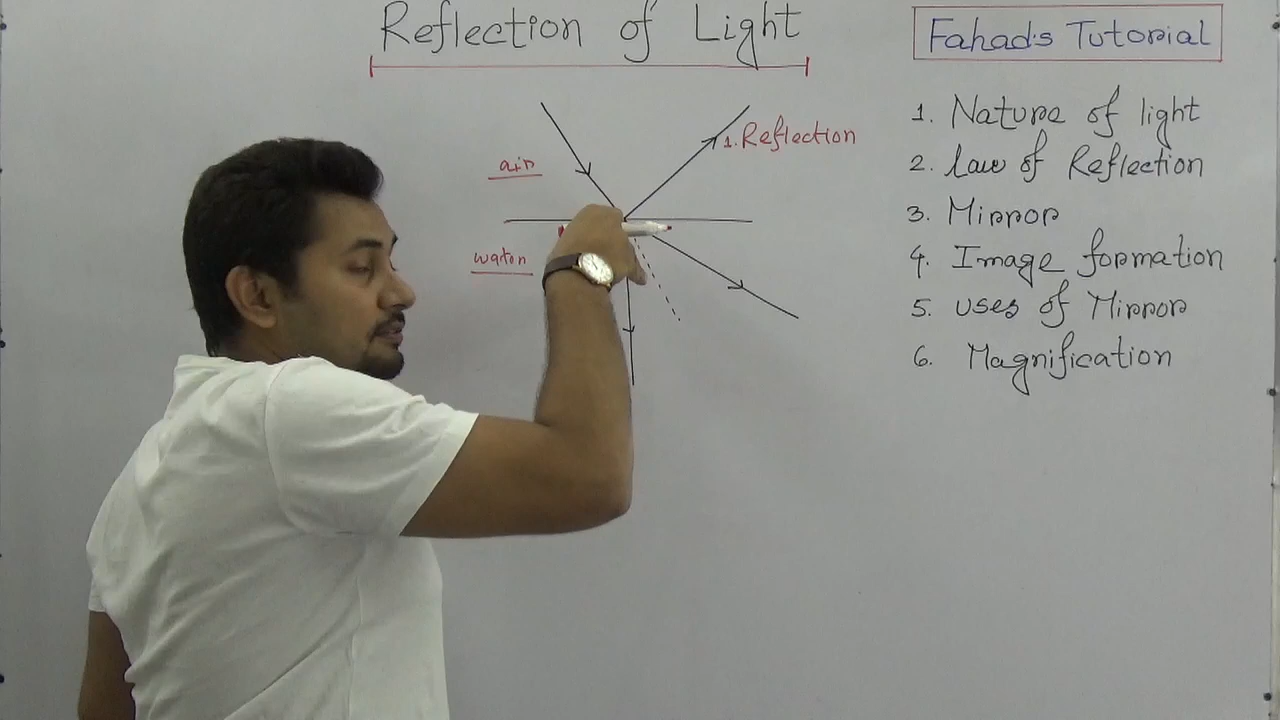 Reflection of Light
Fahad's Tutorial
1. Nature of light
2. Law of Reflection
3. Mirror
4. Image formation
5. uses of Mirror
6. Magnification
1. Reflection
air
water